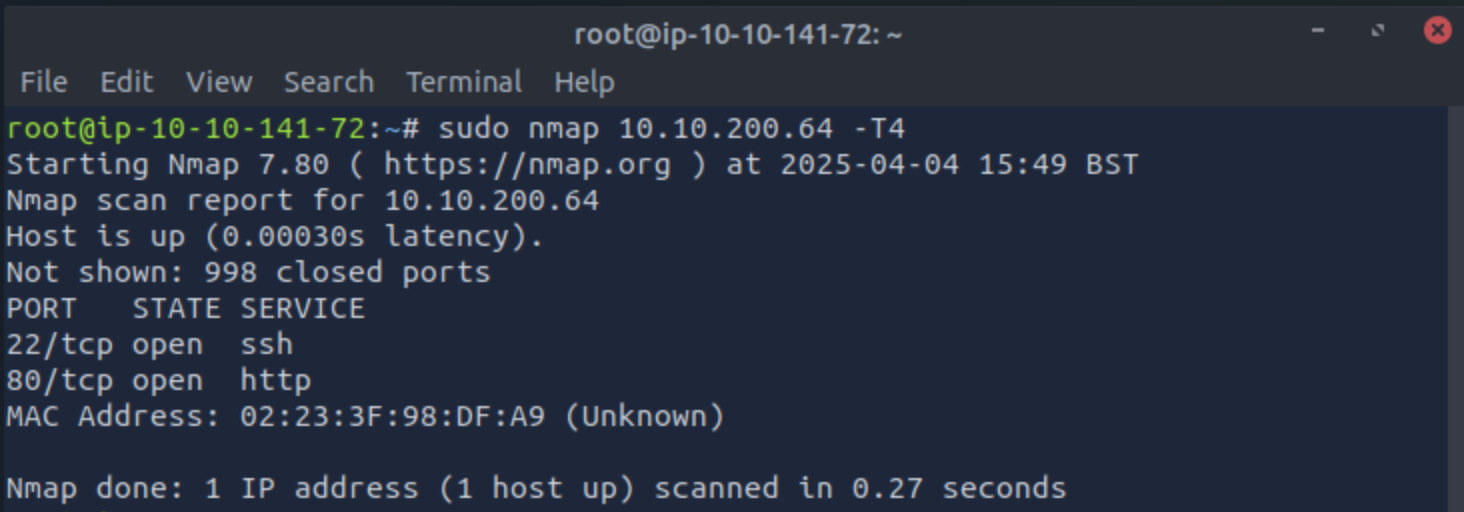 root@ip-10-10-141-72: ~
File Edit View Search Terminal Help
root@ip-10-10-141-72:~# sudo nmap 10.10.200.64 -T4
Starting Nmap 7.80 ( https://nmap.org ) at 2025-04-04 15:49 BST
Nmap scan report for 10.10.200.64
Host is up (0.00030s latency).
Not shown: 998 closed ports
PORT   STATE SERVICE
22/tcp open  ssh
80/tcp open  http
MAC Address: 02:23:3F:98:DF:A9 (Unknown)
Nmap done: 1 IP address (1 host up) scanned in 0.27 seconds